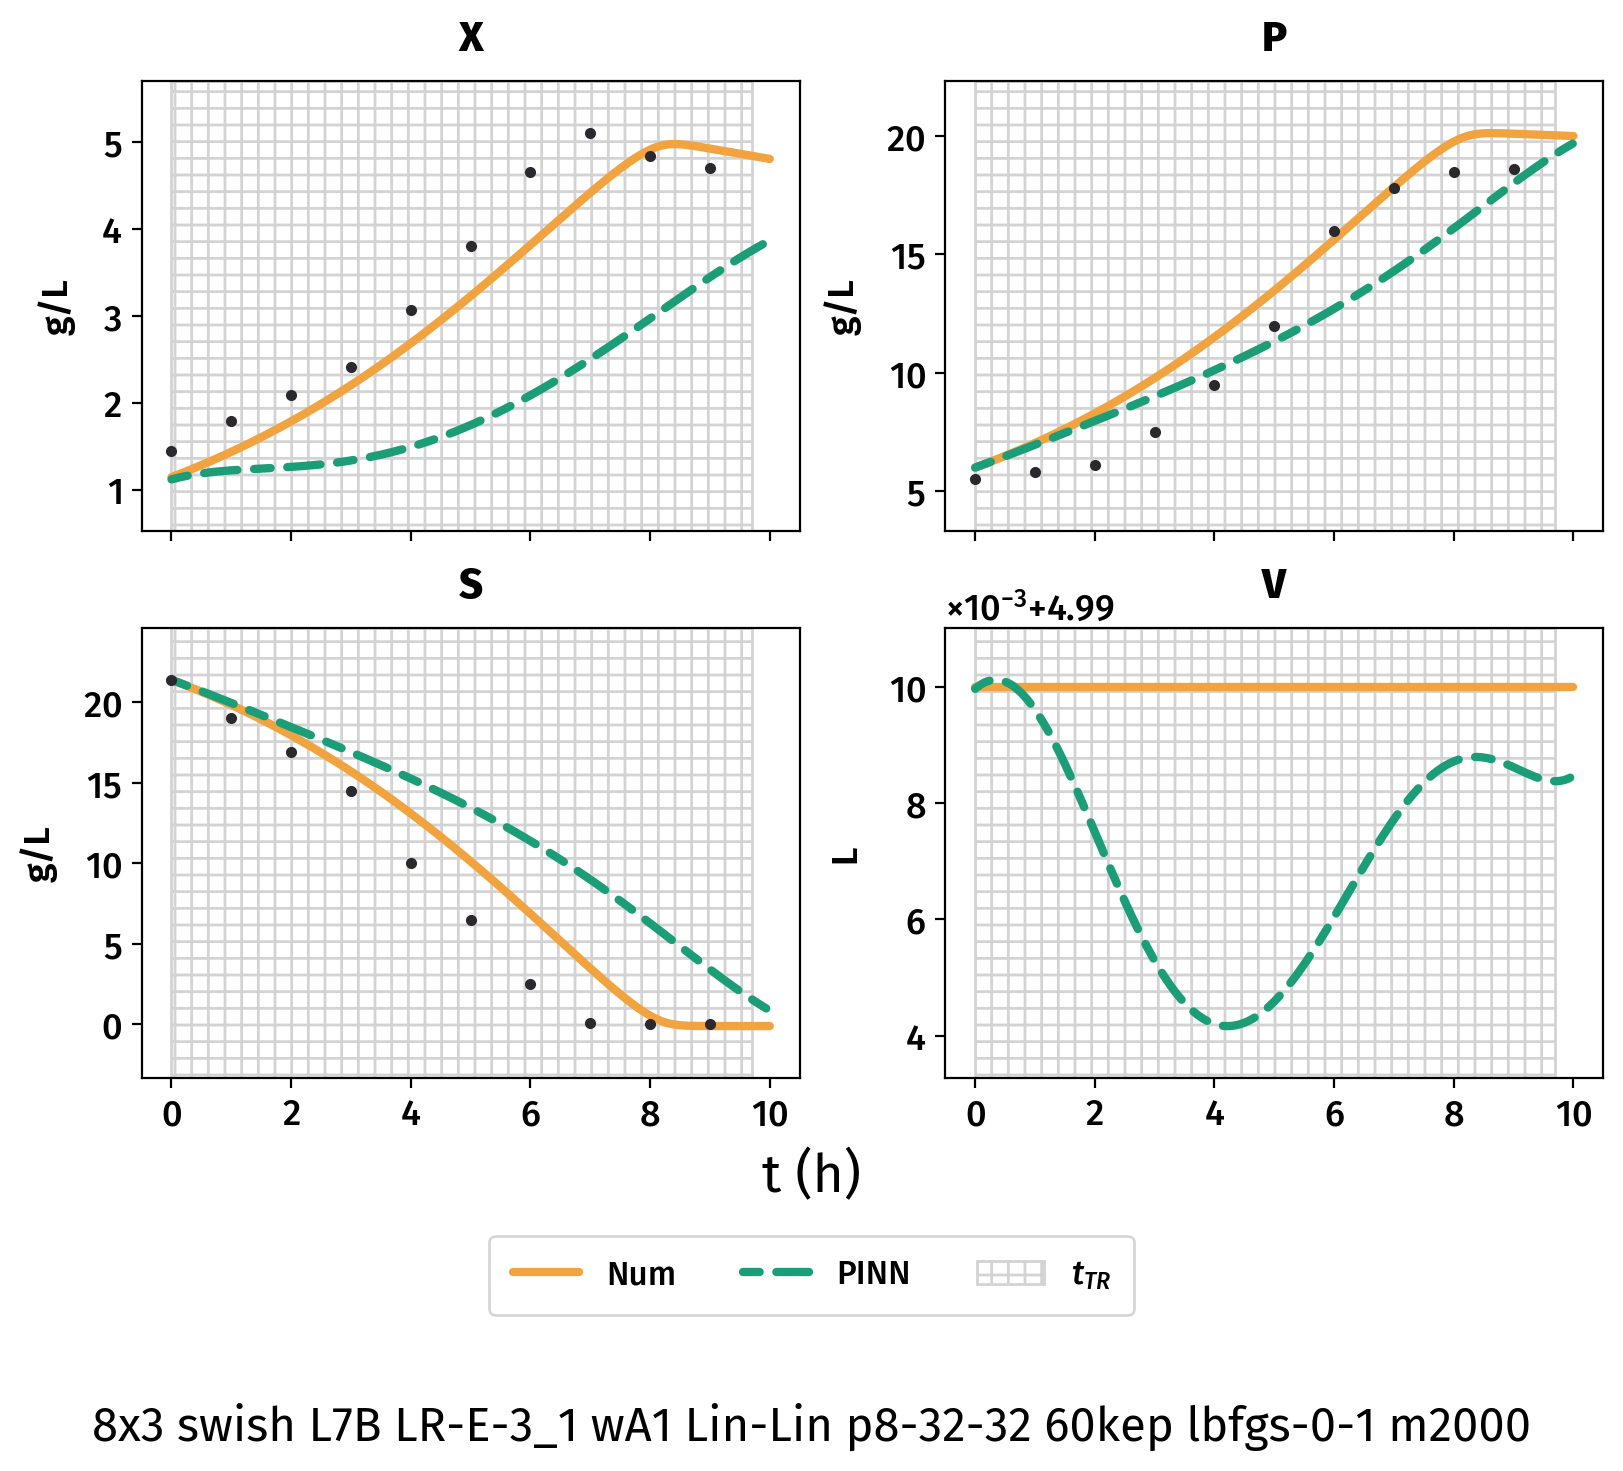 X
P
5
4
3
2
1
g/L
20
15
10
5
g/L
S
V
×10⁻³+4.99
20
15
10
5
0
g/L
10
8
6
4
L
0 2 4 6 8 10
0 2 4 6 8 10
t (h)
Num PINN t_TR
8x3 swish L7B LR-E-3_1 wA1 Lin-Lin p8-32-32 60kep lbfgs-0-1 m2000